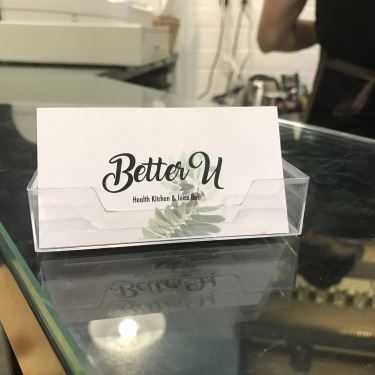 Better U
Health Kitchen & Juice Bar